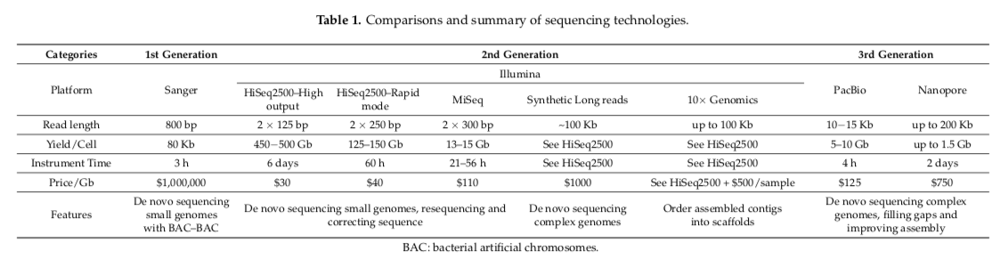 Table 1. Comparisons and summary of sequencing technologies.
Categories 1st Generation 2nd Generation 3rd Generation
Platform Sanger Illumina PacBio Nanopore
HiSeq2500–High output HiSeq2500–Rapid mode MiSeq Synthetic Long reads 10× Genomics
Read length 800 bp 2 × 125 bp 2 × 250 bp 2 × 300 bp ~100 Kb up to 100 Kb 10−15 Kb up to 200 Kb
Yield/Cell 80 Kb 450−500 Gb 125–150 Gb 13–15 Gb See HiSeq2500 See HiSeq2500 5–10 Gb up to 1.5 Gb
Instrument Time 3 h 6 days 60 h 21–56 h See HiSeq2500 See HiSeq2500 4 h 2 days
Price/Gb $1,000,000 $30 $40 $110 $1000 See HiSeq2500 + $500/sample $125 $750
Features De novo sequencing small genomes with BAC–BAC De novo sequencing small genomes, resequencing and correcting sequence De novo sequencing complex genomes Order assembled contigs into scaffolds De novo sequencing complex genomes, filling gaps and improving assembly
BAC: bacterial artificial chromosomes.